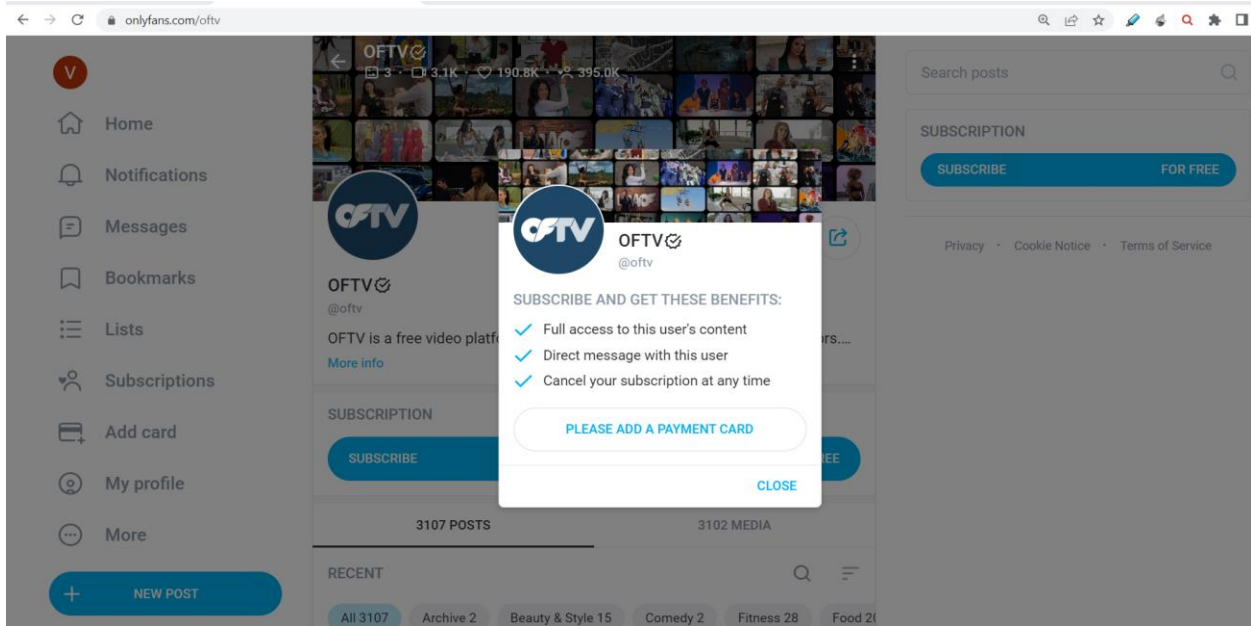 onlyfans.com/oftv
V
Home
Notifications
Messages
Bookmarks
Lists
Subscriptions
Add card
My profile
More
NEW POST
OFTV
3 · 3.1K · 190.8K · 395.0K
OFTV
OFTV
@oftv
OFTV is a free video ors....
More info
SUBSCRIPTION
SUBSCRIBE
3107 POSTS
3102 MEDIA
RECENT
All 3107
Archive 2
Beauty & Style 15
Comedy 2
Fitness 28
Food
OFTV
OFTV
@oftv
SUBSCRIBE AND GET THESE BENEFITS:
Full access to this user's content
Direct message with this user
Cancel your subscription at any time
PLEASE ADD A PAYMENT CARD
CLOSE
Search posts
SUBSCRIPTION
SUBSCRIBE FOR FREE
Privacy · Cookie Notice · Terms of Service